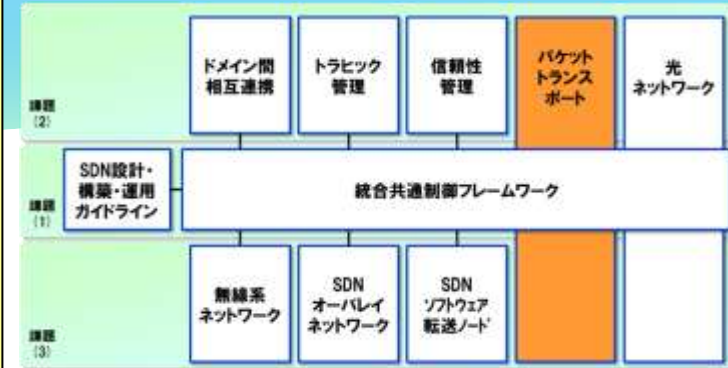 ドメイン間
相互連携
トラヒック
管理
信頼性
管理
パケット
トランス
ポート
光
ネットワーク
課題
(2)
SDN設計・
構築・運用
ガイドライン
統合共通制御フレームワーク
課題
(1)
無線系
ネットワーク
SDN
オーバレイ
ネットワーク
SDN
ソフトウェア
転送ノード
課題
(3)